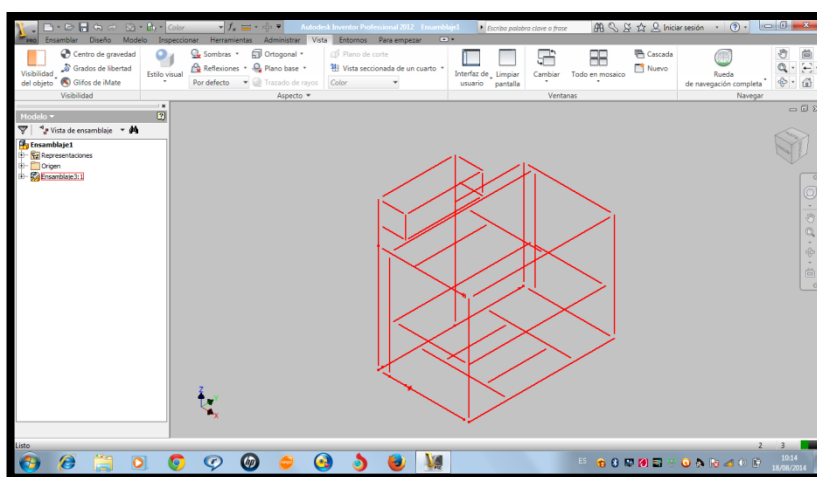 Color
Autodesk Inventor Professional 2012 Ensamblaje1
Escriba palabra clave o frase
Iniciar sesión
PRO Ensamblar Diseño Modelo Inspeccionar Herramientas Administrar Vista Entornos Para empezar
Centro de gravedad
Grados de libertad
Glifos de iMate
Visibilidad
del objeto
Visibilidad
Estilo visual
Sombras
Reflexiones
Por defecto
Ortogonal
Plano base
Trazado de rayos
Plano de corte
Vista seccionada de un cuarto
Color
Aspecto
Interfaz de
usuario
Limpiar
pantalla
Cambiar
Todo en mosaico
Cascada
Nuevo
Ventanas
Rueda
de navegación completa
Navegar
Modelo
Vista de ensamblaje
Ensamblaje1
Representaciones
Origen
Ensamblaje3:1
Z
X
Listo
2 3
ES
10:14
18/08/2014